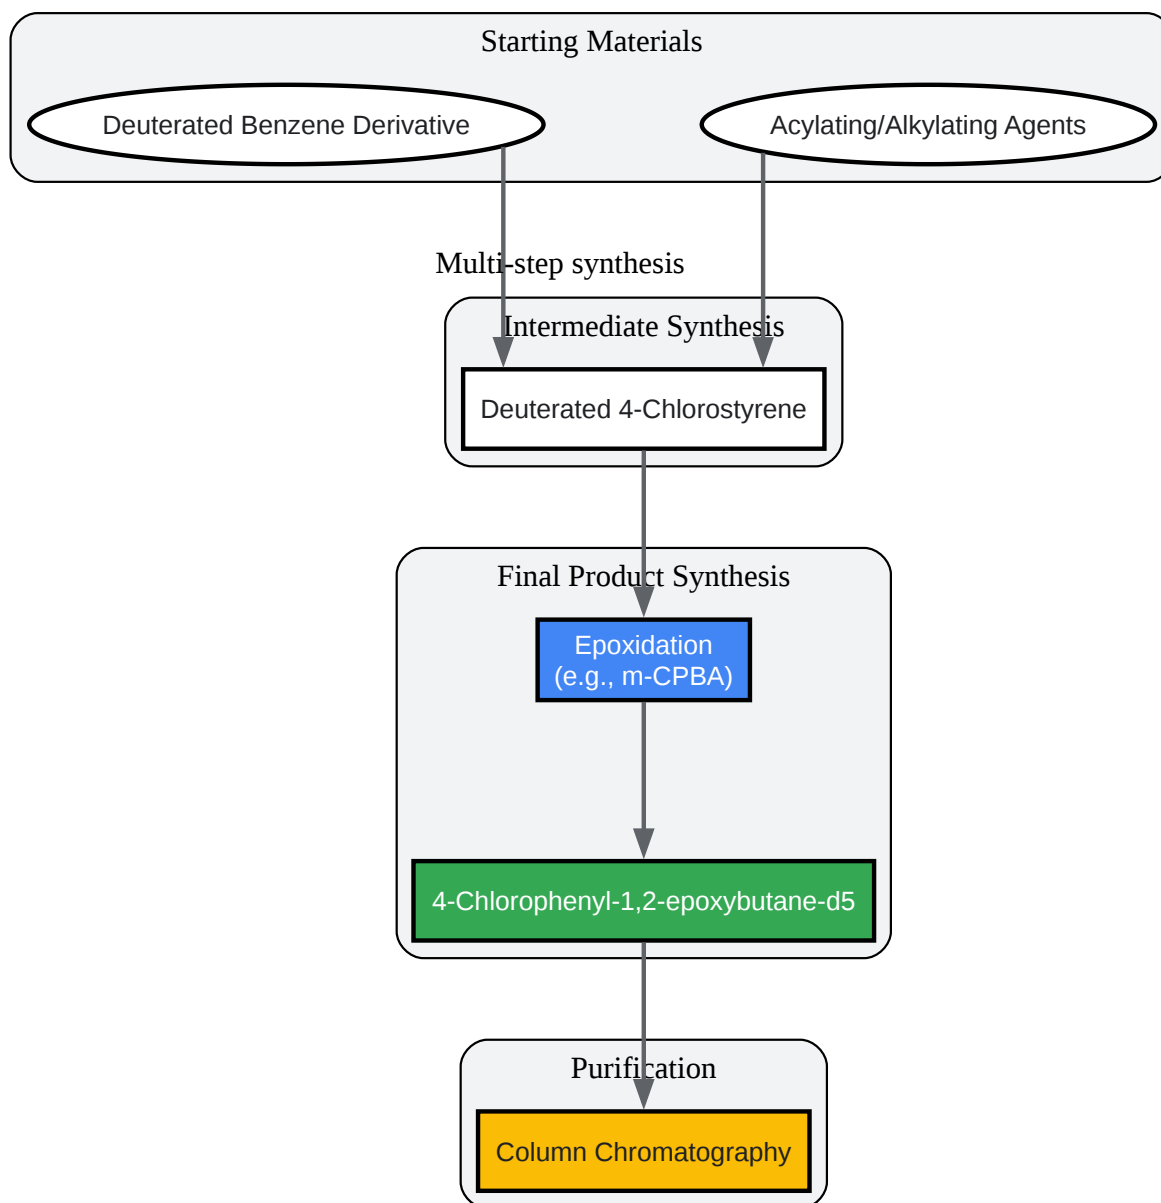 Starting Materials
Deuterated Benzene Derivative
Acylating/Alkylating Agents
Multi-step synthesis
Intermediate Synthesis
Deuterated 4-Chlorostyrene
Final Product Synthesis
Epoxidation
(e.g., m-CPBA)
4-Chlorophenyl-1,2-epoxybutane-d5
Purification
Column Chromatography